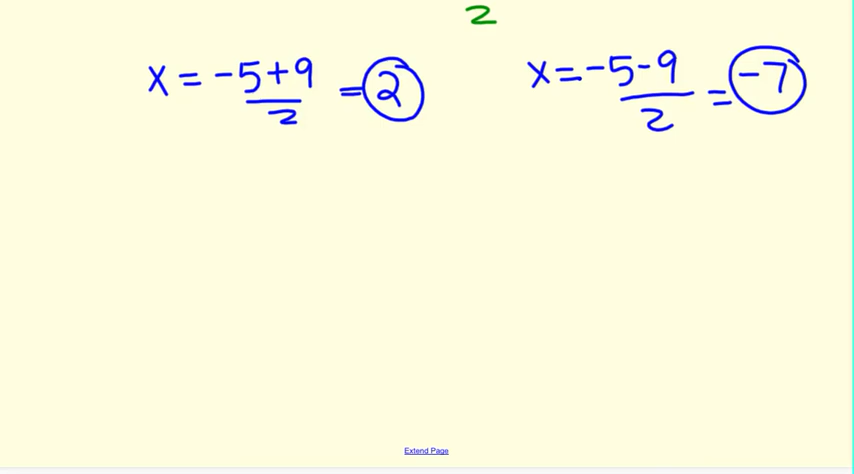 2
x = -5+9/2 = 2
x = -5-9/2 = -7
Extend Page